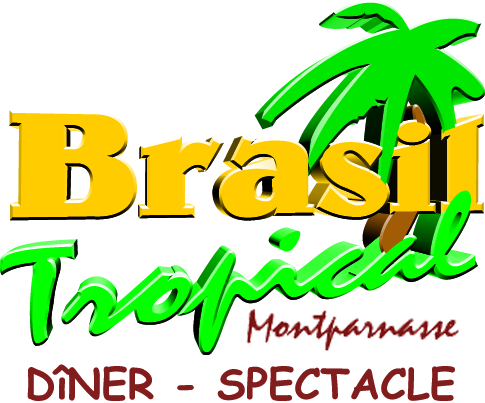 Brasil
Tropical
Montparnasse
DîNER - SPECTACLE